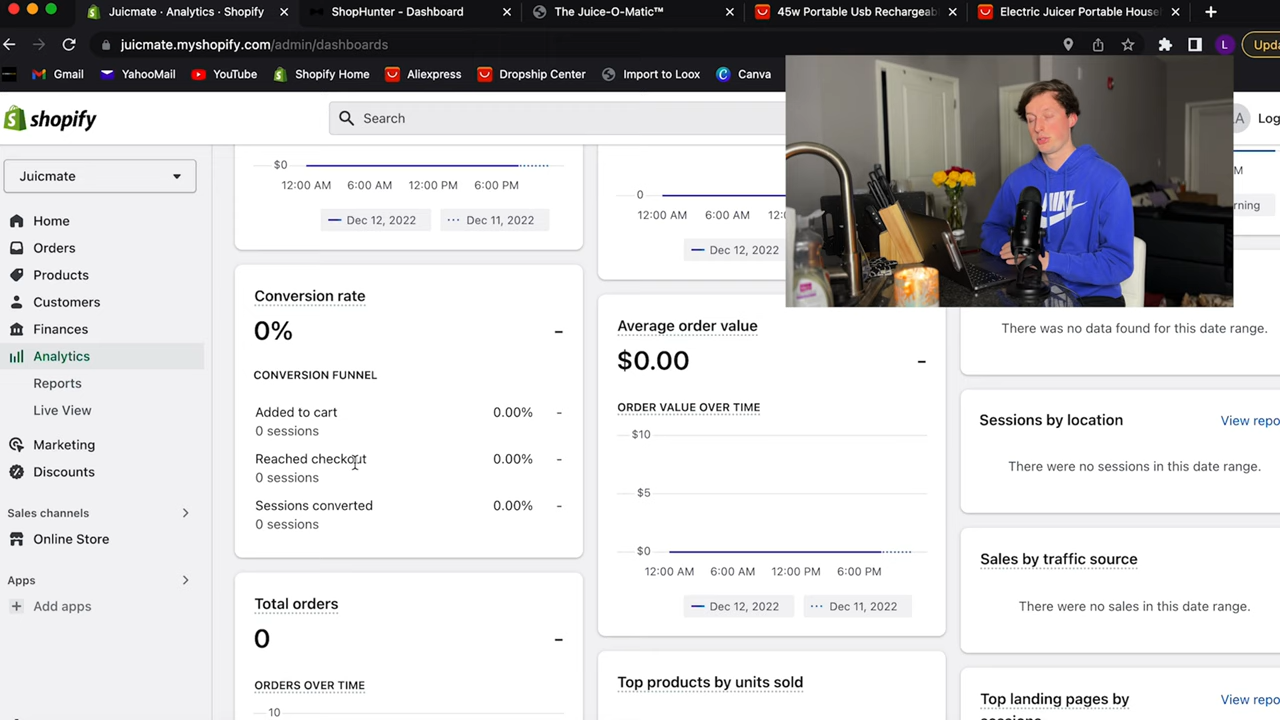 Juicmate · Analytics · Shopify
ShopHunter - Dashboard
The Juice-O-Matic™
45w Portable Usb Rechargeab
Electric Juicer Portable House
juicmate.myshopify.com/admin/dashboards
L
Upda
Gmail
YahooMail
YouTube
Shopify Home
Aliexpress
Dropship Center
Import to Loox
Canva
shopify
Search
A
Log
Juicmate
Home
Orders
Products
Customers
Finances
Analytics
Reports
Live View
Marketing
Discounts
Sales channels
Online Store
Apps
Add apps
$0
12:00 AM 6:00 AM 12:00 PM 6:00 PM
Dec 12, 2022 Dec 11, 2022
Conversion rate
0% -
CONVERSION FUNNEL
Added to cart 0.00% -
0 sessions
Reached checkout 0.00% -
0 sessions
Sessions converted 0.00% -
0 sessions
Total orders
0 -
ORDERS OVER TIME
10
0
12:00 AM 6:00 AM
Dec 12, 2022
Average order value
$0.00 -
ORDER VALUE OVER TIME
$10
$5
$0
12:00 AM 6:00 AM 12:00 PM 6:00 PM
Dec 12, 2022 Dec 11, 2022
Top products by units sold
M
rning
There was no data found for this date range.
Sessions by location View repo
There were no sessions in this date range.
Sales by traffic source
There were no sales in this date range.
Top landing pages by View repo